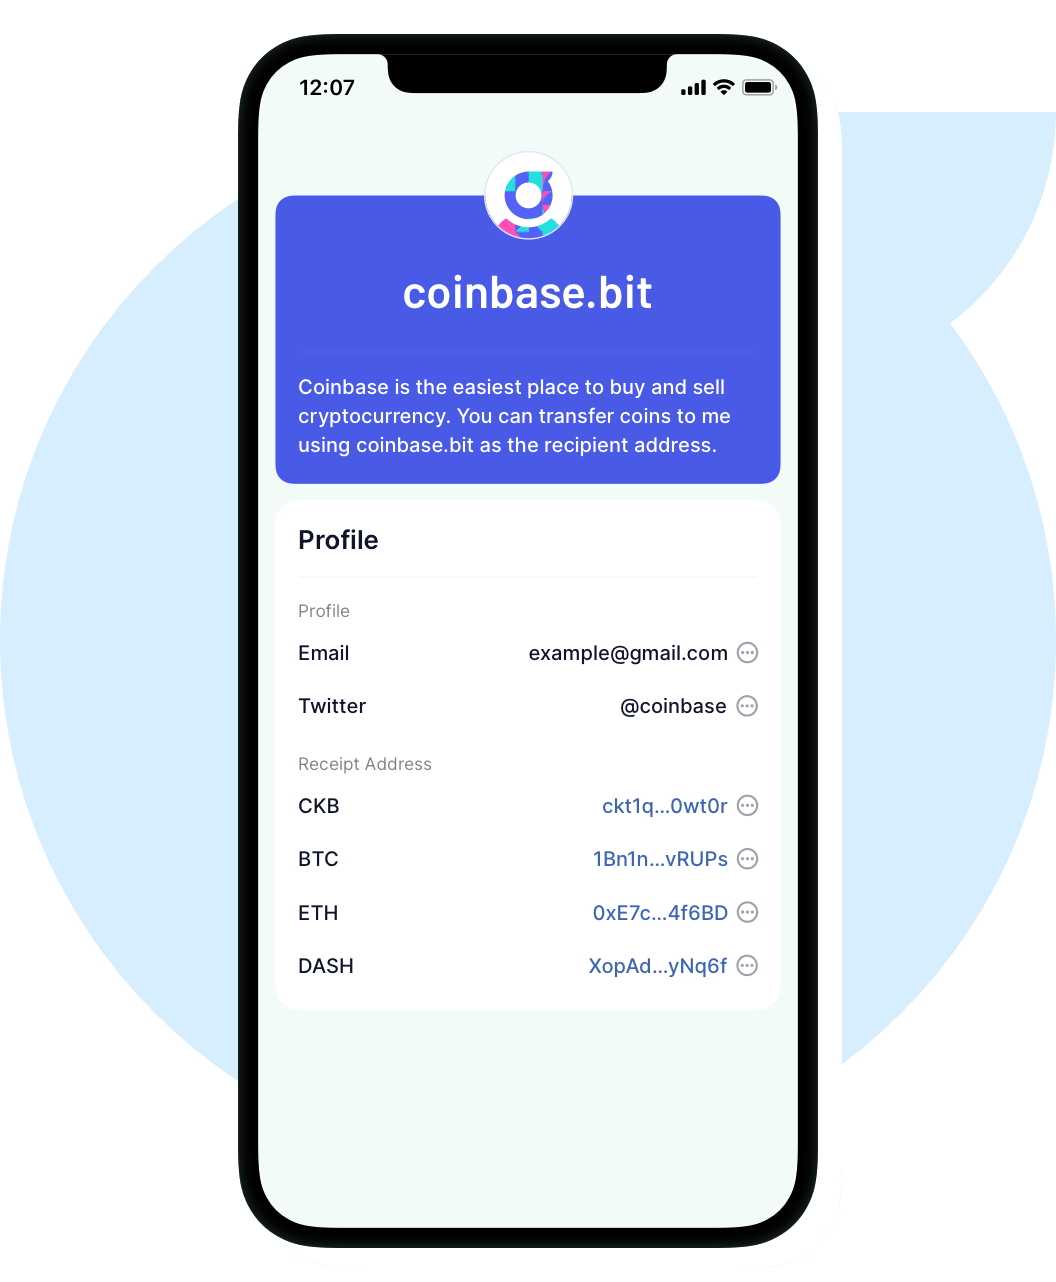 12:07
coinbase.bit
Coinbase is the easiest place to buy and sell
cryptocurrency. You can transfer coins to me
using coinbase.bit as the recipient address.
Profile
Profile
Email example@gmail.com
Twitter @coinbase
Receipt Address
CKB ckt1q...0wt0r
BTC 1Bn1n...vRUPs
ETH 0xE7c...4f6BD
DASH XopAd...yNq6f